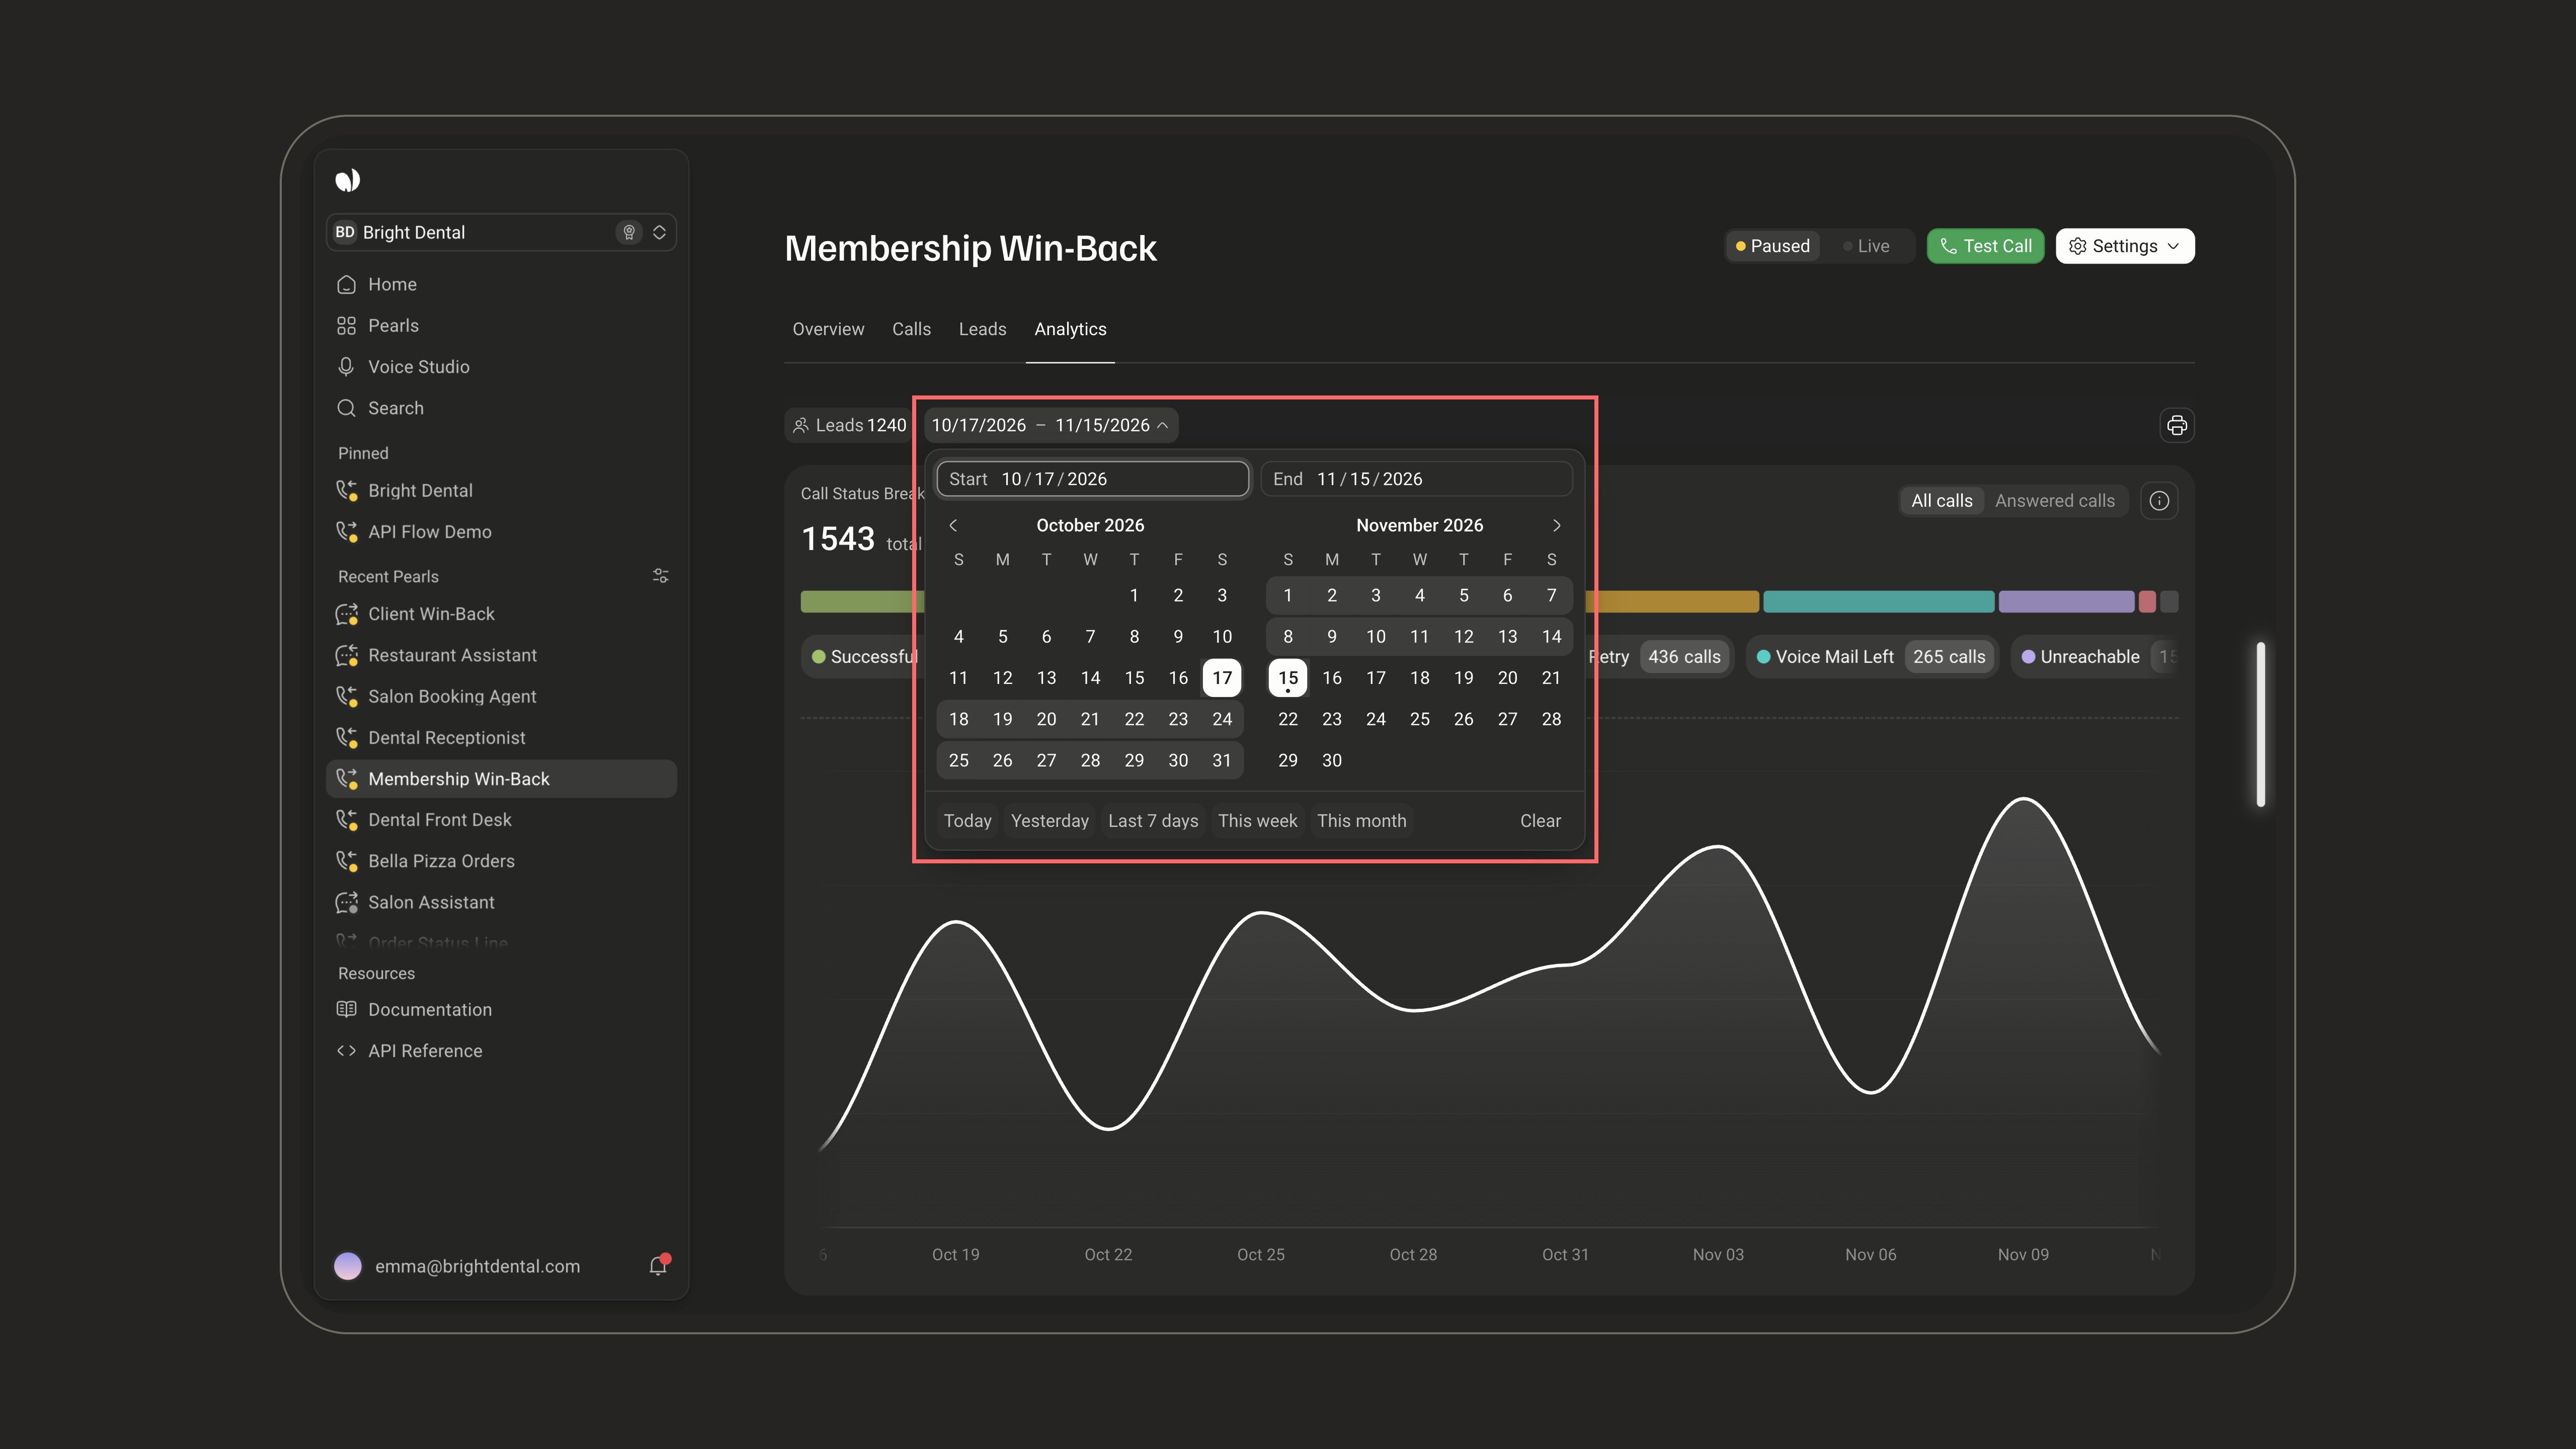 BD Bright Dental
Home
Pearls
Voice Studio
Search
Pinned
Bright Dental
API Flow Demo
Recent Pearls
Client Win-Back
Restaurant Assistant
Salon Booking Agent
Dental Receptionist
Membership Win-Back
Dental Front Desk
Bella Pizza Orders
Salon Assistant
Order Status Line
Resources
Documentation
API Reference
emma@brightdental.com
Membership Win-Back
Paused Live Test Call Settings
Overview Calls Leads Analytics
Leads 1240 10/17/2026 – 11/15/2026
Start 10/17/2026 End 11/15/2026
Call Status
All calls Answered calls
October 2026 November 2026
1543 total
S M T W T F S S M T W T F S
1 2 3 1 2 3 4 5 6 7
4 5 6 7 8 9 10 8 9 10 11 12 13 14
Successful 436 calls Voice Mail Left 265 calls Unreachable
11 12 13 14 15 16 17 15 16 17 18 19 20 21
18 19 20 21 22 23 24 22 23 24 25 26 27 28
25 26 27 28 29 30 31 29 30
Today Yesterday Last 7 days This week This month Clear
Oct 19 Oct 22 Oct 25 Oct 28 Oct 31 Nov 03 Nov 06 Nov 09